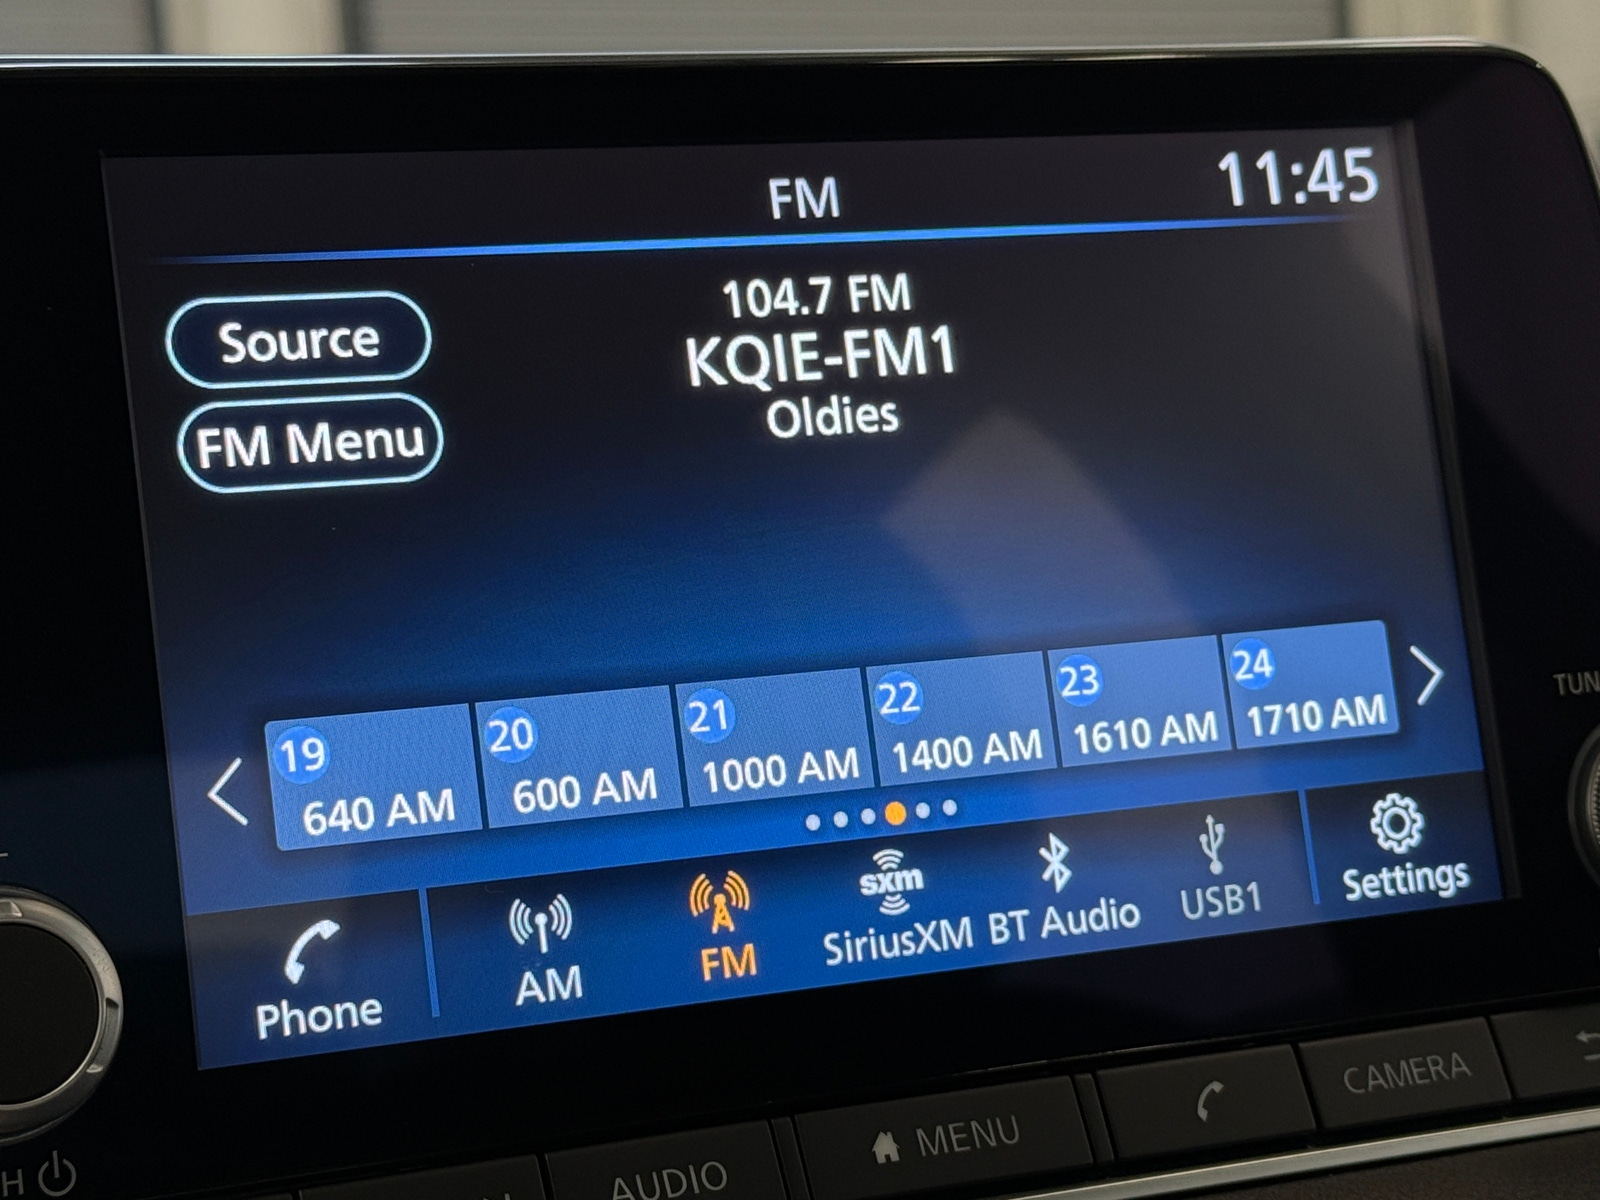 FM
11:45
104.7 FM
KQIE-FM1
Oldies
Source
FM Menu
19
640 AM
20
600 AM
21
1000 AM
22
1400 AM
23
1610 AM
24
1710 AM
Phone
AM
FM
sxm
SiriusXM
BT Audio
USB1
Settings
TUN
AUDIO
MENU
CAMERA